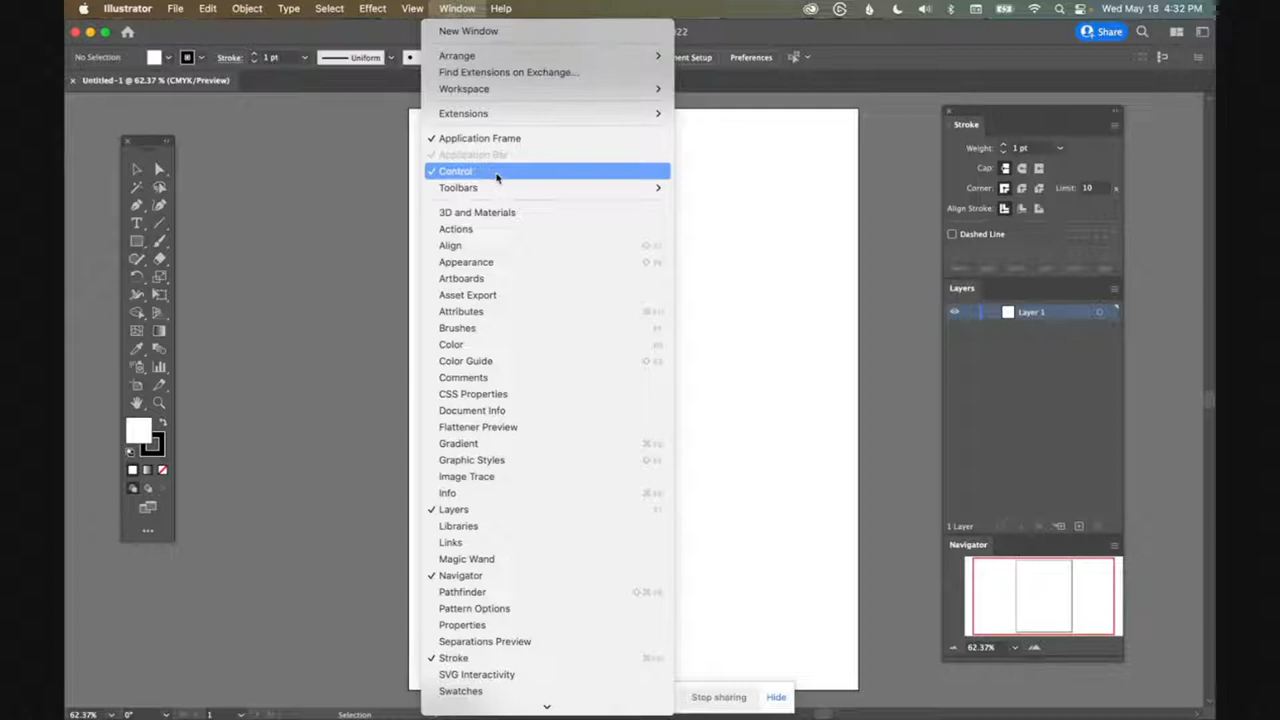 Illustrator File Edit Object Type Select Effect View Window Help
Wed May 18 4:32 PM
New Window
22
Share
No Selection
Stroke: 1 pt
Uniform
Arrange
ment Setup
Preferences
Find Extensions on Exchange...
Untitled-1 @ 62.37 % (CMYK/Preview)
Workspace
Extensions
Application Frame
Application Bar
Control
Toolbars
3D and Materials
Actions
Align
Appearance
Artboards
Asset Export
Attributes
Brushes
Color
Color Guide
Comments
CSS Properties
Document Info
Flattener Preview
Gradient
Graphic Styles
Image Trace
Info
Layers
Libraries
Links
Magic Wand
Navigator
Pathfinder
Pattern Options
Properties
Separations Preview
Stroke
SVG Interactivity
Swatches
Stroke
Weight: 1 pt
Cap:
Corner: Limit: 10 x
Align Stroke:
Dashed Line
Layers
Layer 1
1 Layer
Navigator
62.37%
Stop sharing Hide
62.37% 0° 1 Selection